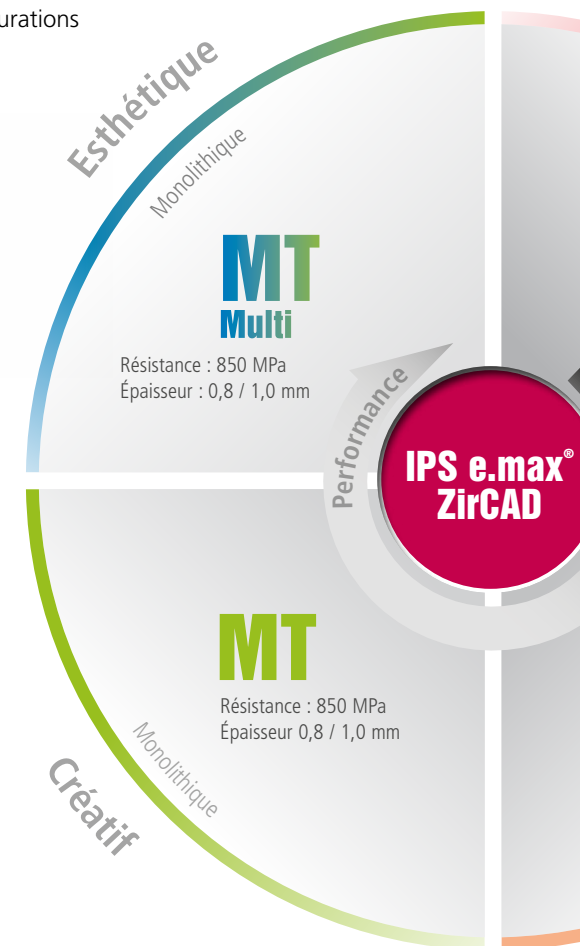 urations
Esthétique
Monolithique
MT
Multi
Résistance : 850 MPa
Épaisseur : 0,8 / 1,0 mm
Performance
IPS e.max®
ZirCAD
MT
Résistance : 850 MPa
Épaisseur 0,8 / 1,0 mm
Monolithique
Créatif